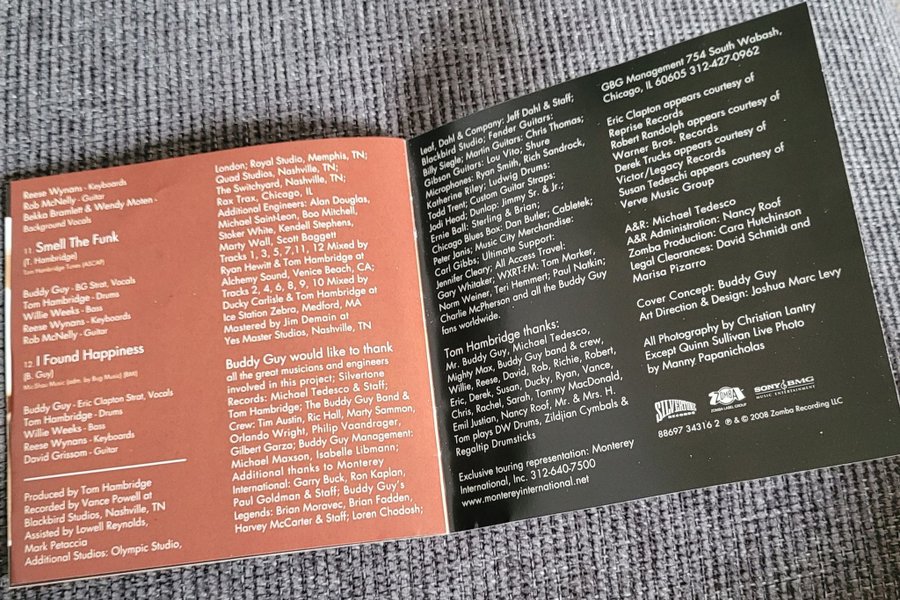 Reese Wynans - Keyboards
Rob McNelly - Guitar
Bekka Bramlett & Wendy Moten -
Background Vocals
11. Smell The Funk
(T. Hambridge)
Tom Hambridge Tunes (ASCAP)
Buddy Guy - BG Strat, Vocals
Tom Hambridge - Drums
Willie Weeks - Bass
Reese Wynans - Keyboards
Rob McNelly - Guitar
12. I Found Happiness
(B. Guy)
Mic-Shau Music (adm. by Bug Music) (BMI)
Buddy Guy - Eric Clapton Strat, Vocals
Tom Hambridge - Drums
Willie Weeks - Bass
Reese Wynans - Keyboards
David Grissom - Guitar
Produced by Tom Hambridge
Recorded by Vance Powell at
Blackbird Studios, Nashville, TN
Assisted by Lowell Reynolds,
Mark Petaccia
Additional Studios: Olympic Studio,
London; Royal Studio, Memphis, TN;
Quad Studios, Nashville, TN;
The Switchyard, Nashville, TN;
Rax Trax, Chicago, IL
Additional Engineers: Alan Douglas,
Michael Saint-Leon, Boo Mitchell,
Stoker White, Kendell Stephens,
Marty Wall, Scott Baggett
Tracks 1, 3, 5, 7, 11, 12 Mixed by
Ryan Hewitt & Tom Hambridge at
Alchemy Sound, Venice Beach, CA;
Tracks 2, 4, 6, 8, 9, 10 Mixed by
Ducky Carlisle & Tom Hambridge at
Ice Station Zebra, Medford, MA
Mastered by Jim Demain at
Yes Master Studios, Nashville, TN
Buddy Guy would like to thank
all the great musicians and engineers
involved in this project; Silvertone
Records: Michael Tedesco & Staff;
Tom Hambridge; The Buddy Guy Band &
Crew: Tim Austin, Ric Hall, Marty Sammon,
Orlando Wright, Philip Vaandrager,
Gilbert Garza; Buddy Guy Management:
Michael Maxson, Isabelle Libmann;
Additional thanks to Monterey
International: Garry Buck, Ron Kaplan,
Paul Goldman & Staff; Buddy Guy's
Legends: Brian Moravec, Brian Fadden,
Harvey McCarter & Staff; Loren Chodosh;
Leaf, Dahl & Company: Jeff Dahl & Staff;
Blackbird Studio; Fender Guitars:
Billy Siegle; Martin Guitars: Chris Thomas;
Gibson Guitars: Lou Vito; Shure
Microphones: Ryan Smith, Rich Sandrock,
Katherine Riley; Ludwig Drums:
Todd Trent; Custom Guitar Straps:
Jodi Head; Dunlop: Jimmy Sr. & Jr.;
Ernie Ball: Sterling & Brian;
Chicago Blues Box: Dan Butler; Cabletek;
Peter Janis; Music City Merchandise:
Carl Gibbs; Ultimate Support:
Jennifer Cleary; All Access Travel:
Gary Whitaker; WXRT-FM: Tom Marker,
Norm Weiner, Teri Hemmert; Paul Natkin;
Charlie McPherson and all the Buddy Guy
fans worldwide.
Tom Hambridge thanks:
Mr. Buddy Guy, Michael Tedesco,
Mighty Max, Buddy Guy band & crew,
Willie, Reese, David, Rob, Richie, Robert,
Eric, Derek, Susan, Ducky, Ryan, Vance,
Chris, Rachel, Sarah, Tommy MacDonald,
Emil Justian, Nancy Roof, Mr. & Mrs. H.
Tom plays DW Drums, Zildjian Cymbals &
Regaltip Drumsticks
Exclusive touring representation: Monterey
International, Inc. 312-640-7500
www.montereyinternational.net
GBG Management 754 South Wabash,
Chicago, IL 60605 312-427-0962
Eric Clapton appears courtesy of
Reprise Records
Robert Randolph appears courtesy of
Warner Bros. Records
Derek Trucks appears courtesy of
Victor/Legacy Records
Susan Tedeschi appears courtesy of
Verve Music Group
A&R: Michael Tedesco
A&R Administration: Nancy Roof
Zomba Production: Cara Hutchinson
Legal Clearances: David Schmidt and
Marisa Pizarro
Cover Concept: Buddy Guy
Art Direction & Design: Joshua Marc Levy
All Photography by Christian Lantry
Except Quinn Sullivan Live Photo
by Manny Papanicholas
SILVERTONE
RECORDS
ZOMBA
ZOMBA LABEL GROUP
SONY BMG
MUSIC ENTERTAINMENT
88697 34316 2 ℗ & © 2008 Zomba Recording LLC